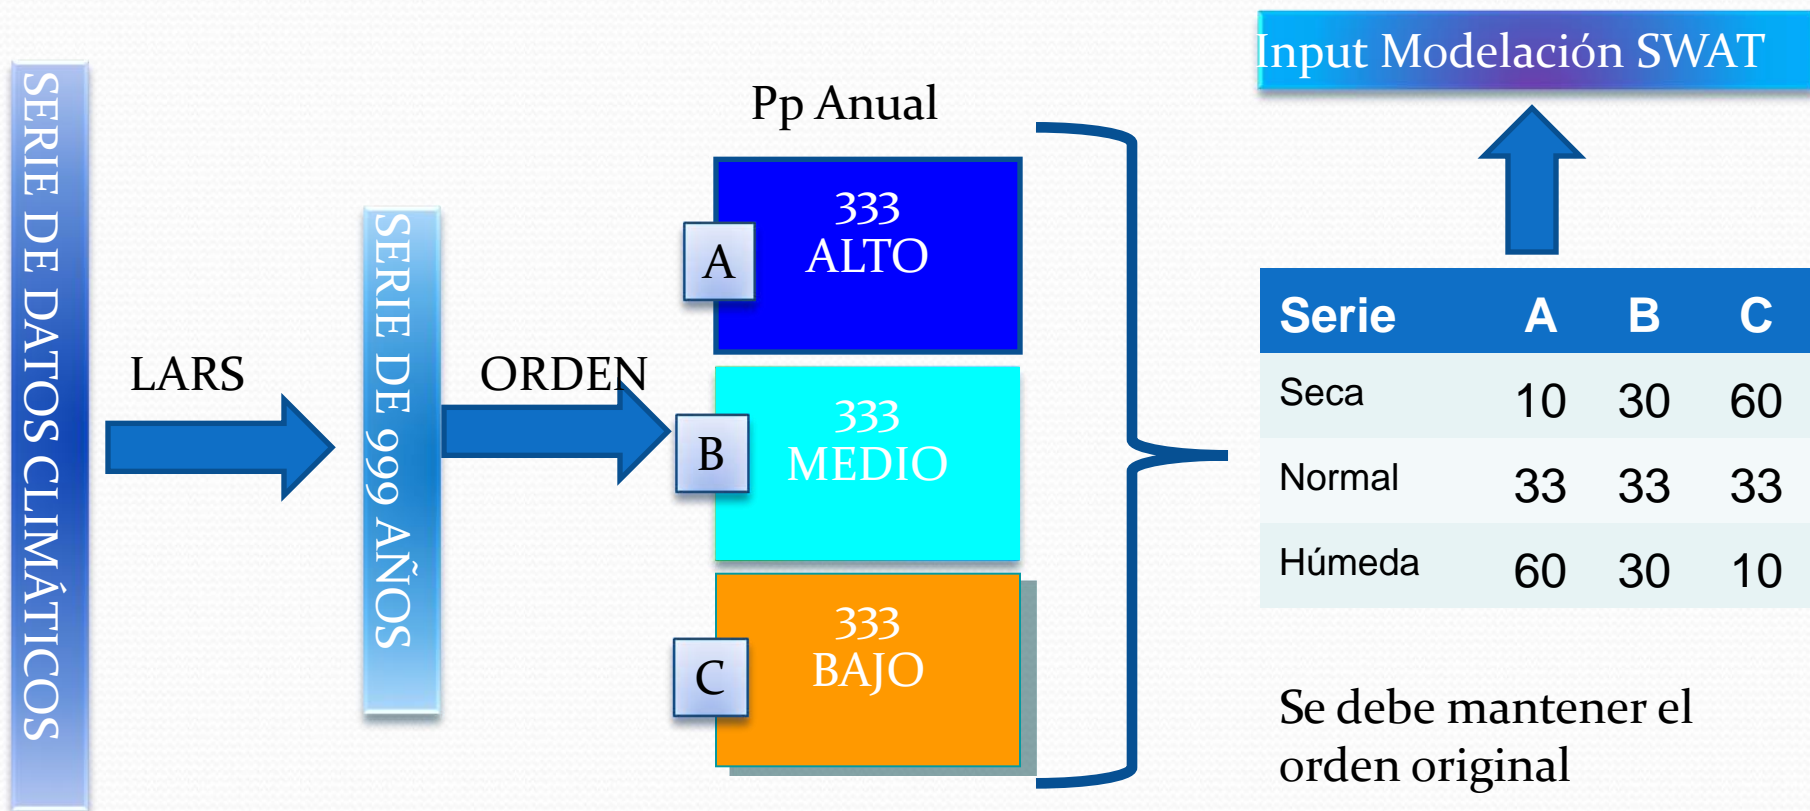 SERIE DE DATOS CLIMÁTICOS
LARS
SERIE DE 999 AÑOS
ORDEN
Pp Anual
A
333
ALTO
B
333
MEDIO
C
333
BAJO
Input Modelación SWAT
Serie A B C
Seca 10 30 60
Normal 33 33 33
Húmeda 60 30 10
Se debe mantener el
orden original